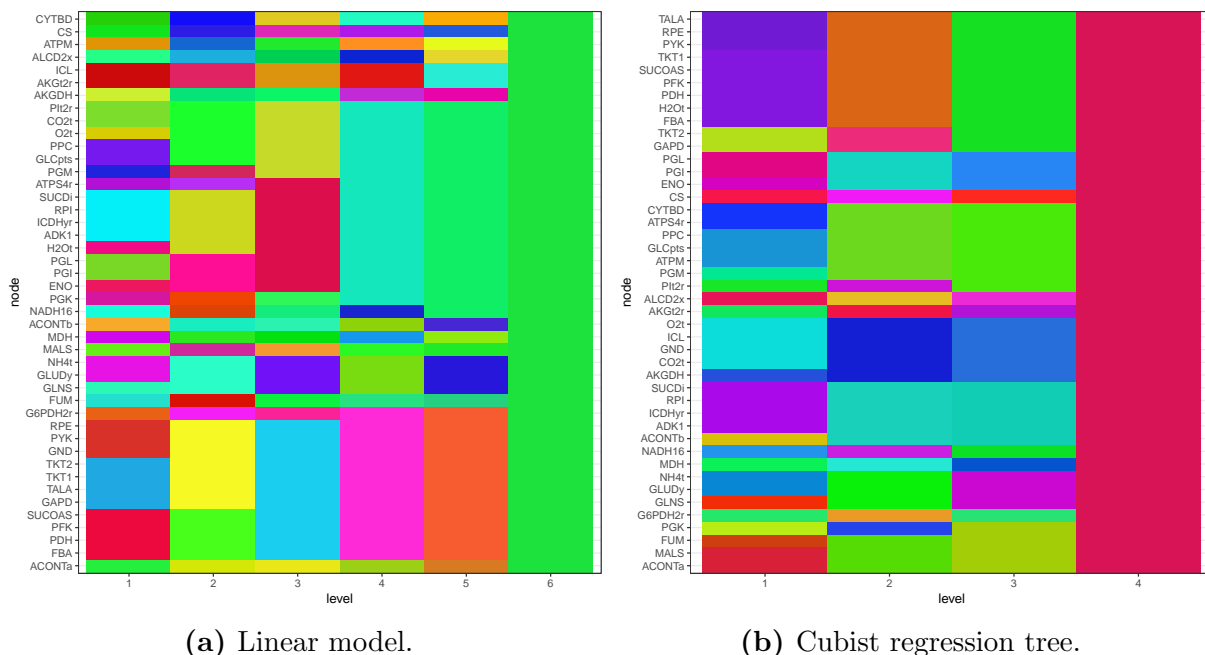 CYTBD
CS
ATPM
ALCD2x
ICL
AKGt2r
AKGDH
PIt2r
CO2t
O2t
PPC
GLCpts
PGM
ATPS4r
SUCDi
RPI
ICDHyr
ADK1
H2Ot
PGL
PGI
ENO
PGK
NADH16
ACONTb
MDH
MALS
NH4t
GLUDy
GLNS
FUM
G6PDH2r
RPE
PYK
GND
TKT2
TKT1
TALA
GAPD
SUCOAS
PFK
PDH
FBA
ACONTa
node
1 2 3 4 5 6
level
(a) Linear model.
TALA
RPE
PYK
TKT1
SUCOAS
PFK
PDH
H2Ot
FBA
TKT2
GAPD
PGL
PGI
ENO
CS
CYTBD
ATPS4r
PPC
GLCpts
ATPM
PGM
PIt2r
ALCD2x
AKGt2r
O2t
ICL
GND
CO2t
AKGDH
SUCDi
RPI
ICDHyr
ADK1
ACONTb
NADH16
MDH
NH4t
GLUDy
GLNS
G6PDH2r
PGK
FUM
MALS
ACONTa
node
1 2 3 4
level
(b) Cubist regression tree.